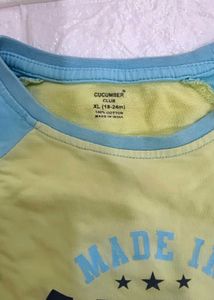 CUCUMBER
CLUB
XL (18-24m)
100% COTTON
MADE IN INDIA
MADE IN
★ ★ ★